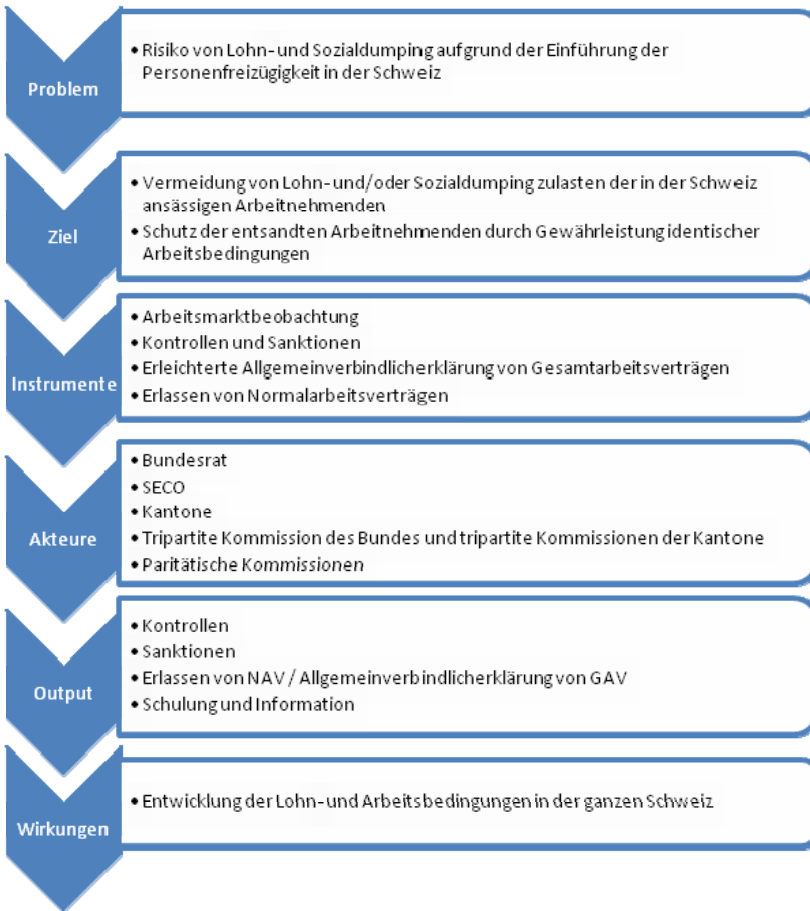 Problem
• Risiko von Lohn- und Sozialdumping aufgrund der Einführung der
Personenfreizügigkeit in der Schweiz
Ziel
• Vermeidung von Lohn- und/oder Sozialdumping zulasten der in der Schweiz
ansässigen Arbeitnehmenden
• Schutz der entsandten Arbeitnehmenden durch Gewährleistung identischer
Arbeitsbedingungen
Instrumente
• Arbeitsmarktbeobachtung
• Kontrollen und Sanktionen
• Erleichterte Allgemeinverbindlicherklärung von Gesamtarbeitsverträgen
• Erlassen von Normalarbeitsverträgen
Akteure
• Bundesrat
• SECO
• Kantone
• Tripartite Kommission des Bundes und tripartite Kommissionen der Kantone
• Paritätische Kommissionen
Output
• Kontrollen
• Sanktionen
• Erlassen von NAV / Allgemeinverbindlicherklärung von GAV
• Schulung und Information
Wirkungen
• Entwicklung der Lohn- und Arbeitsbedingungen in der ganzen Schweiz